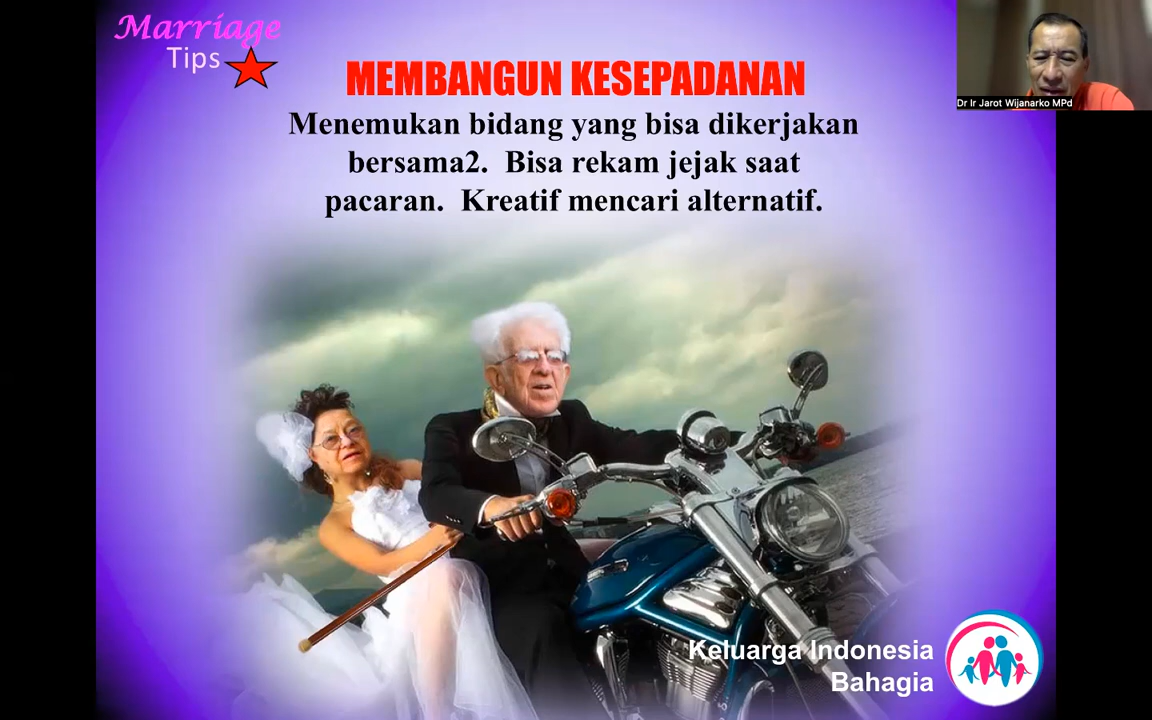 Marriage
Tips
MEMBANGUN KESEPADANAN
Menemukan bidang yang bisa dikerjakan
bersama2. Bisa rekam jejak saat
pacaran. Kreatif mencari alternatif.
Dr Ir Jarot Wijanarko MPd
Keluarga Indonesia
Bahagia